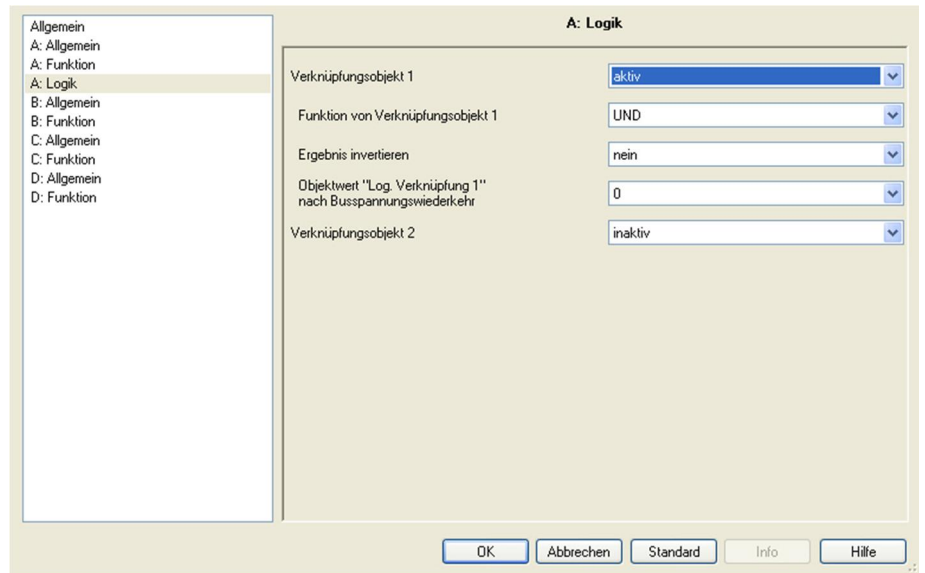 Allgemein
A: Allgemein
A: Funktion
A: Logik
B: Allgemein
B: Funktion
C: Allgemein
C: Funktion
D: Allgemein
D: Funktion
A: Logik
Verknüpfungsobjekt 1 aktiv
Funktion von Verknüpfungsobjekt 1 UND
Ergebnis invertieren nein
Objektwert "Log. Verknüpfung 1"
nach Busspannungswiederkehr 0
Verknüpfungsobjekt 2 inaktiv
OK Abbrechen Standard Info Hilfe